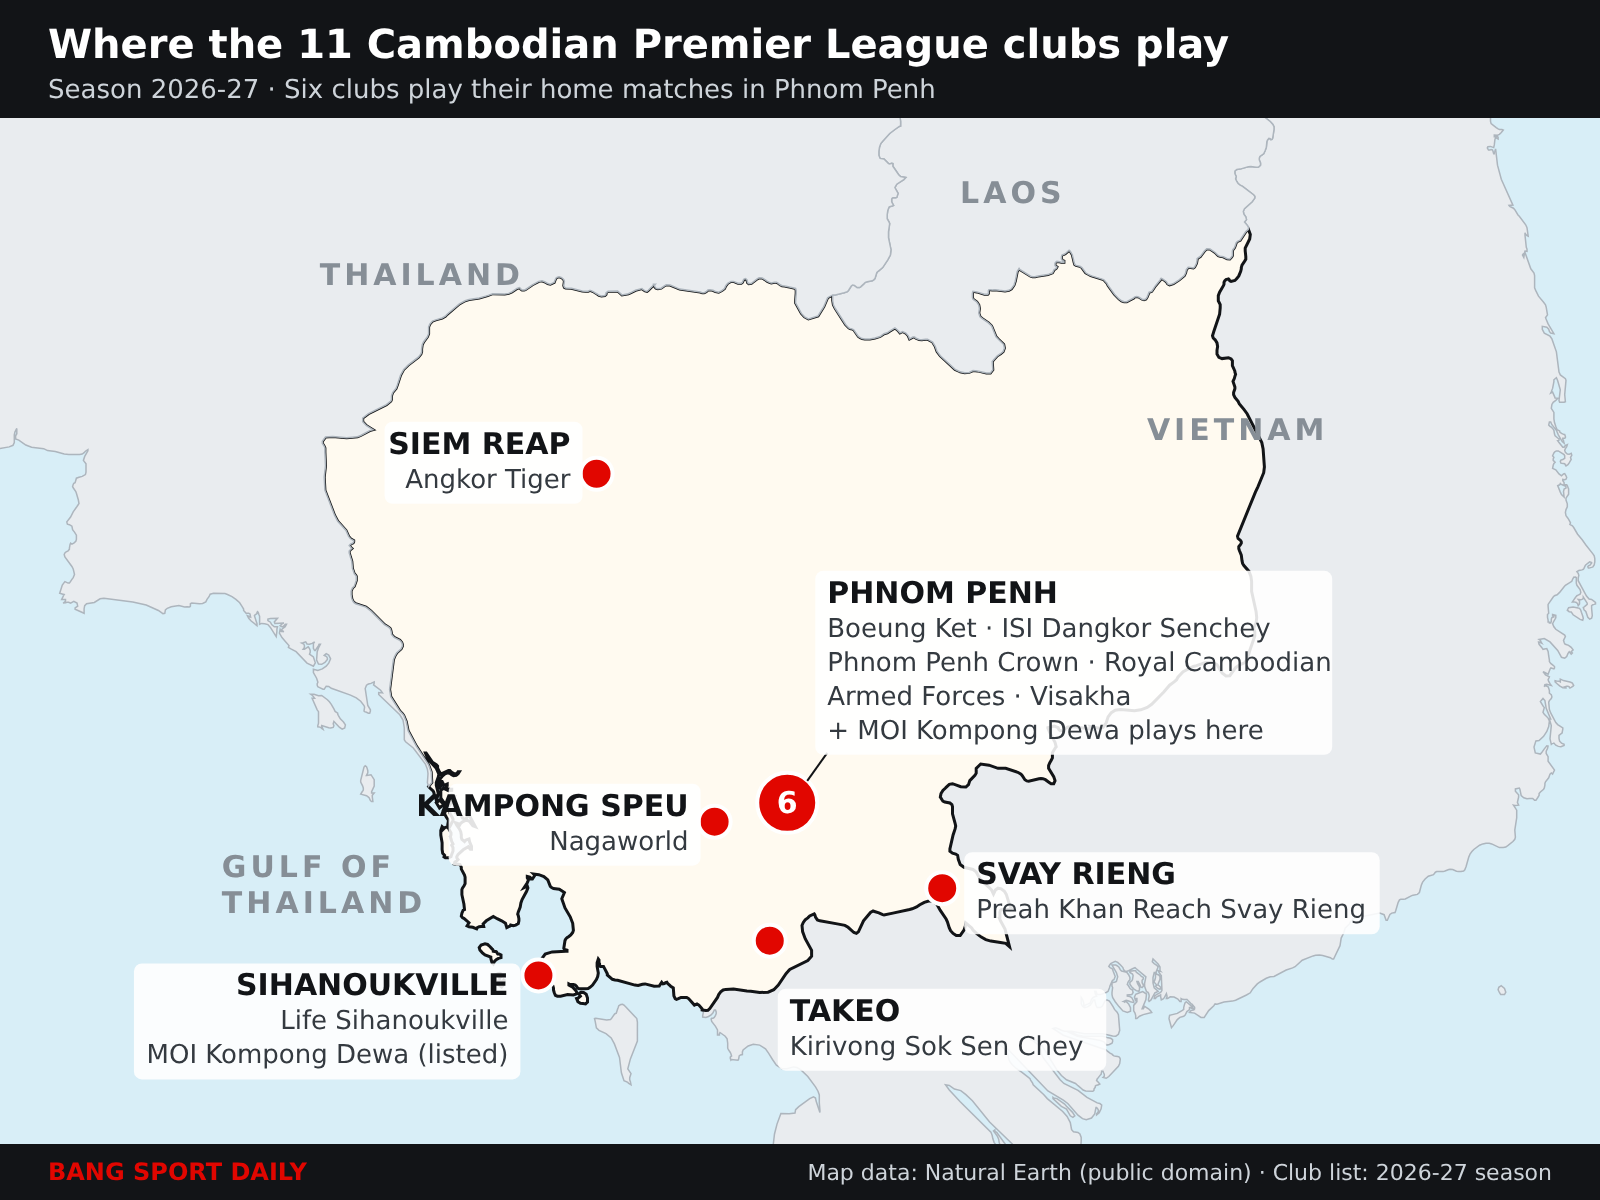 Where the 11 Cambodian Premier League clubs play
Season 2026-27 · Six clubs play their home matches in Phnom Penh
LAOS
THAILAND
VIETNAM
SIEM REAP
Angkor Tiger
PHNOM PENH
Boeung Ket · ISI Dangkor Senchey
Phnom Penh Crown · Royal Cambodian
Armed Forces · Visakha
+ MOI Kompong Dewa plays here
KAMPONG SPEU
Nagaworld
6
GULF OF
THAILAND
SVAY RIENG
Preah Khan Reach Svay Rieng
SIHANOUKVILLE
Life Sihanoukville
MOI Kompong Dewa (listed)
TAKEO
Kirivong Sok Sen Chey
BANG SPORT DAILY
Map data: Natural Earth (public domain) · Club list: 2026-27 season